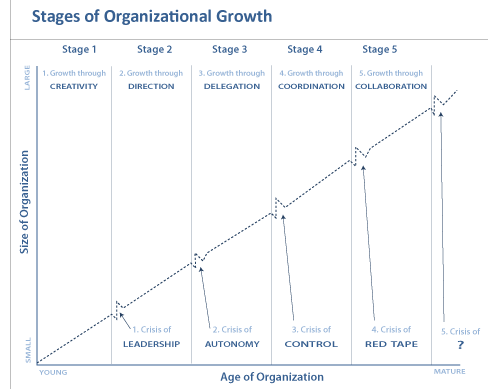 Stages of Organizational Growth
Stage 1
Stage 2
Stage 3
Stage 4
Stage 5
1. Growth through
CREATIVITY
2. Growth through
DIRECTION
3. Growth through
DELEGATION
4. Growth through
COORDINATION
5. Growth through
COLLABORATION
LARGE
Size of Organization
SMALL
1. Crisis of
LEADERSHIP
2. Crisis of
AUTONOMY
3. Crisis of
CONTROL
4. Crisis of
RED TAPE
5. Crisis of
?
YOUNG
Age of Organization
MATURE